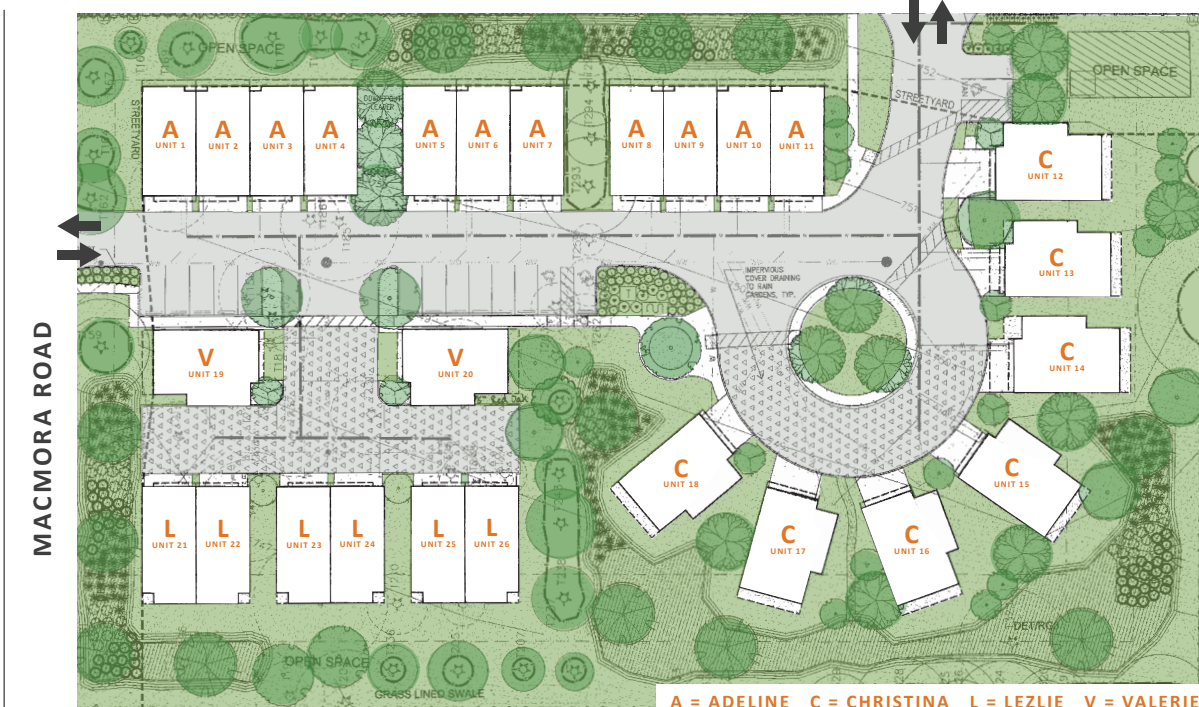 OPEN SPACE
752
OPEN SPACE
STREETYARD
STREETYARD
T294
T293
A A A A A A A A A A A
UNIT 1 UNIT 2 UNIT 3 UNIT 4 UNIT 5 UNIT 6 UNIT 7 UNIT 8 UNIT 9 UNIT 10 UNIT 11
C
UNIT 12
751
C
UNIT 13
IMPERVIOUS
COVER DRAINING
TO RAIN
GARDENS, TYP.
MACMORA ROAD
V V
UNIT 19 UNIT 20
C
UNIT 14
C
UNIT 18
C
UNIT 15
C
UNIT 17
C
UNIT 16
L L L L L L
UNIT 21 UNIT 22 UNIT 23 UNIT 24 UNIT 25 UNIT 26
OPEN SPACE
GRASS LINED SWALE
A = ADELINE C = CHRISTINA L = LEZLIE V = VALERIE